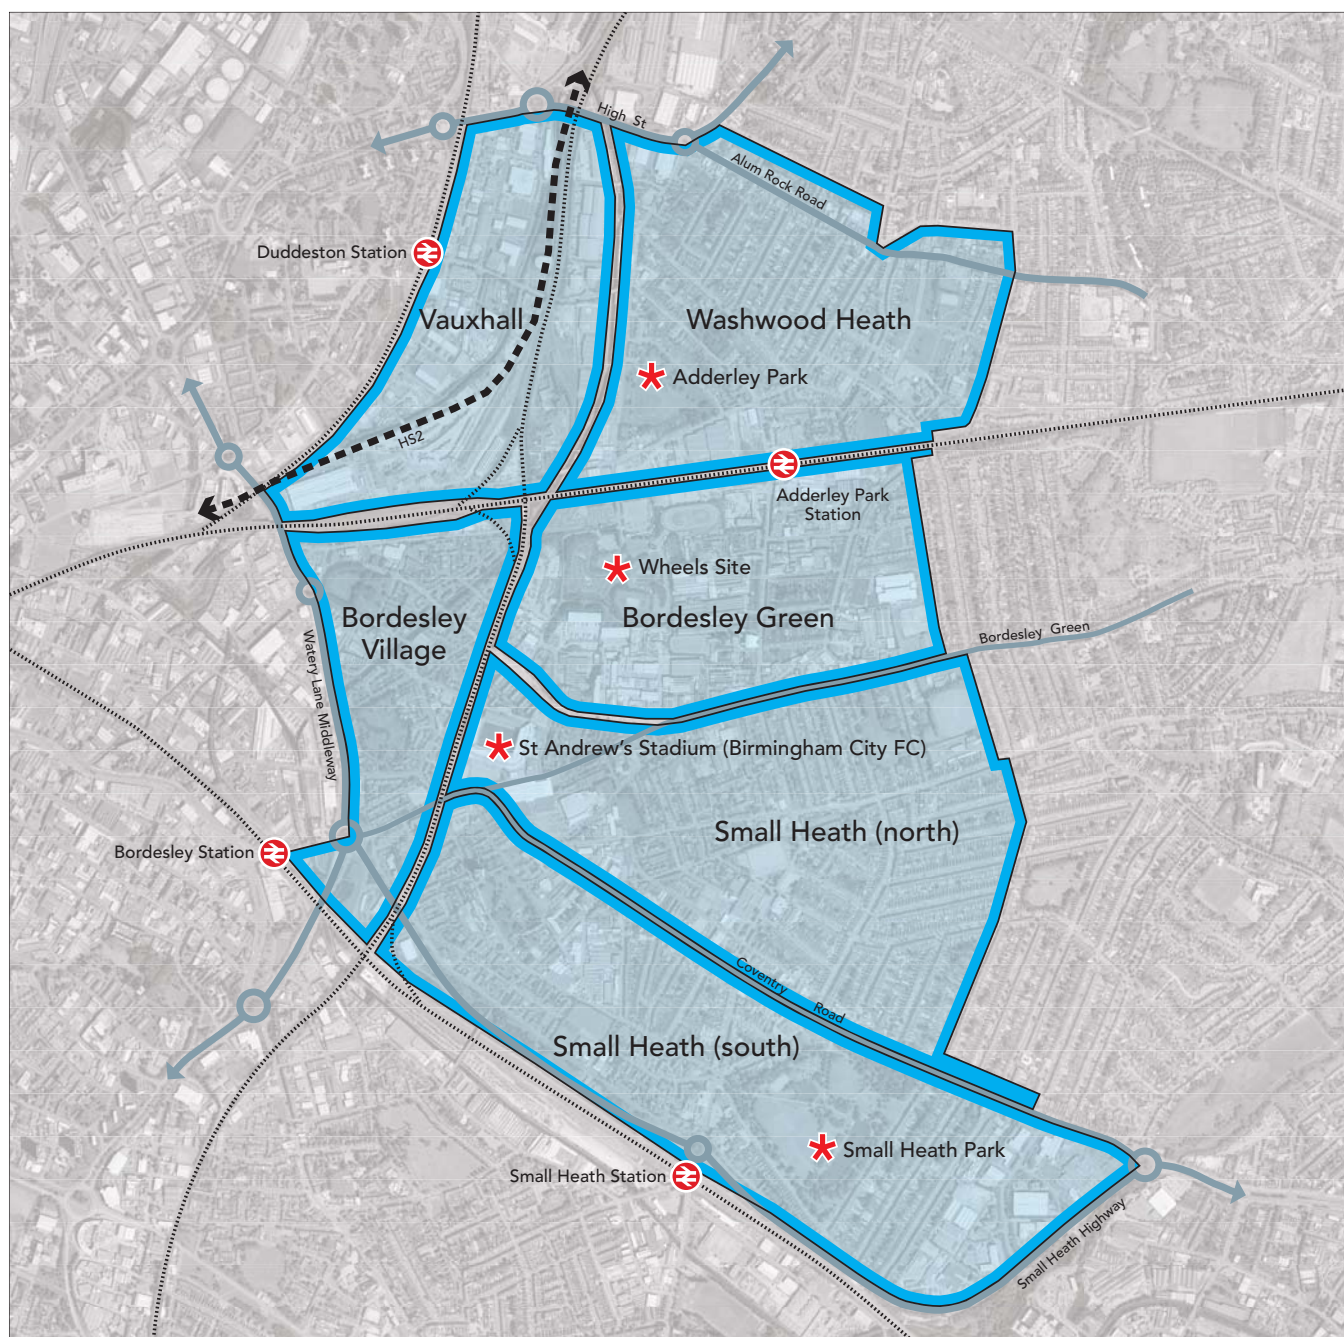 High St
Alum Rock Road
Duddeston Station
Vauxhall
Washwood Heath
Adderley Park
HS2
Adderley Park
Station
Wheels Site
Bordesley Green
Bordesley
Village
Bordesley Green
Watery Lane Middleway
St Andrew's Stadium (Birmingham City FC)
Small Heath (north)
Bordesley Station
Coventry Road
Small Heath (south)
Small Heath Park
Small Heath Station
Small Heath Highway